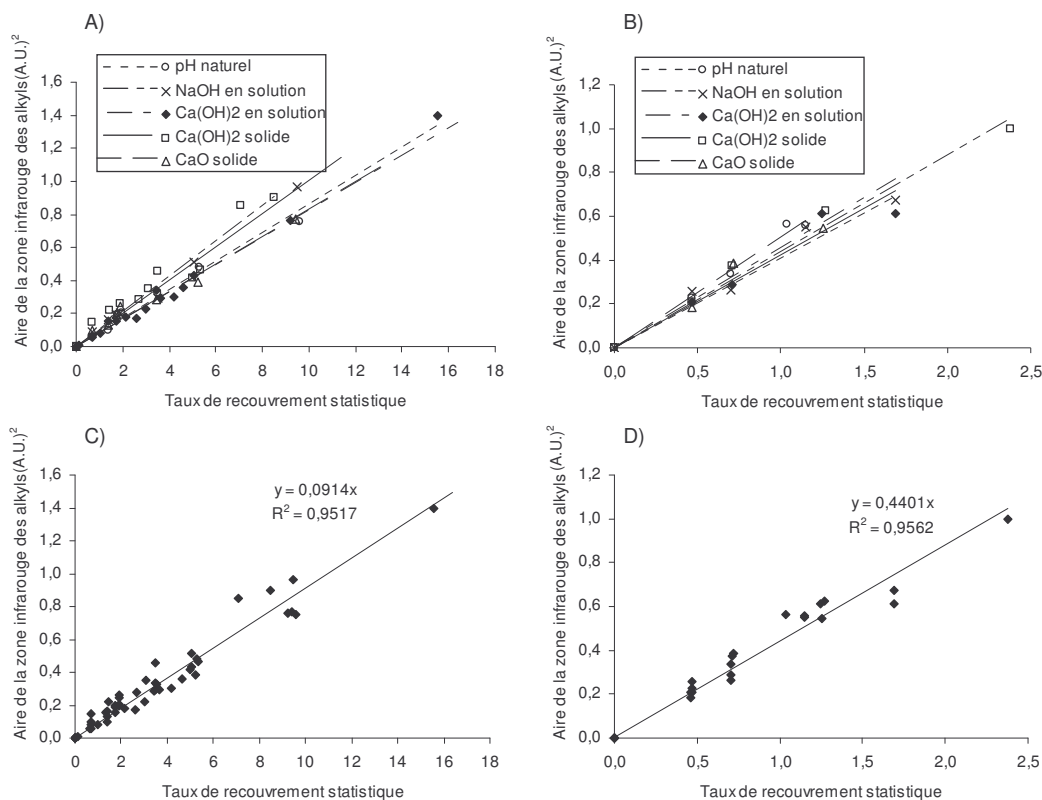 A)
Aire de la zone infrarouge des alkyls (A.U.)²
1,6
1,4
1,2
1,0
0,8
0,6
0,4
0,2
0,0
pH naturel
NaOH en solution
Ca(OH)2 en solution
Ca(OH)2 solide
CaO solide
0 2 4 6 8 10 12 14 16 18
Taux de recouvrement statistique
B)
Aire de la zone infrarouge des alkyls (A.U.)²
1,2
1,0
0,8
0,6
0,4
0,2
0,0
pH naturel
NaOH en solution
Ca(OH)2 en solution
Ca(OH)2 solide
CaO solide
0,0 0,5 1,0 1,5 2,0 2,5
Taux de recouvrement statistique
C)
Aire de la zone infrarouge des alkyls (A.U.)²
1,6
1,4
1,2
1,0
0,8
0,6
0,4
0,2
0,0
y = 0,0914x
R² = 0,9517
0 2 4 6 8 10 12 14 16 18
Taux de recouvrement statistique
D)
Aire de la zone infrarouge des alkyls (A.U.)²
1,2
1,0
0,8
0,6
0,4
0,2
0,0
y = 0,4401x
R² = 0,9562
0,0 0,5 1,0 1,5 2,0 2,5
Taux de recouvrement statistique